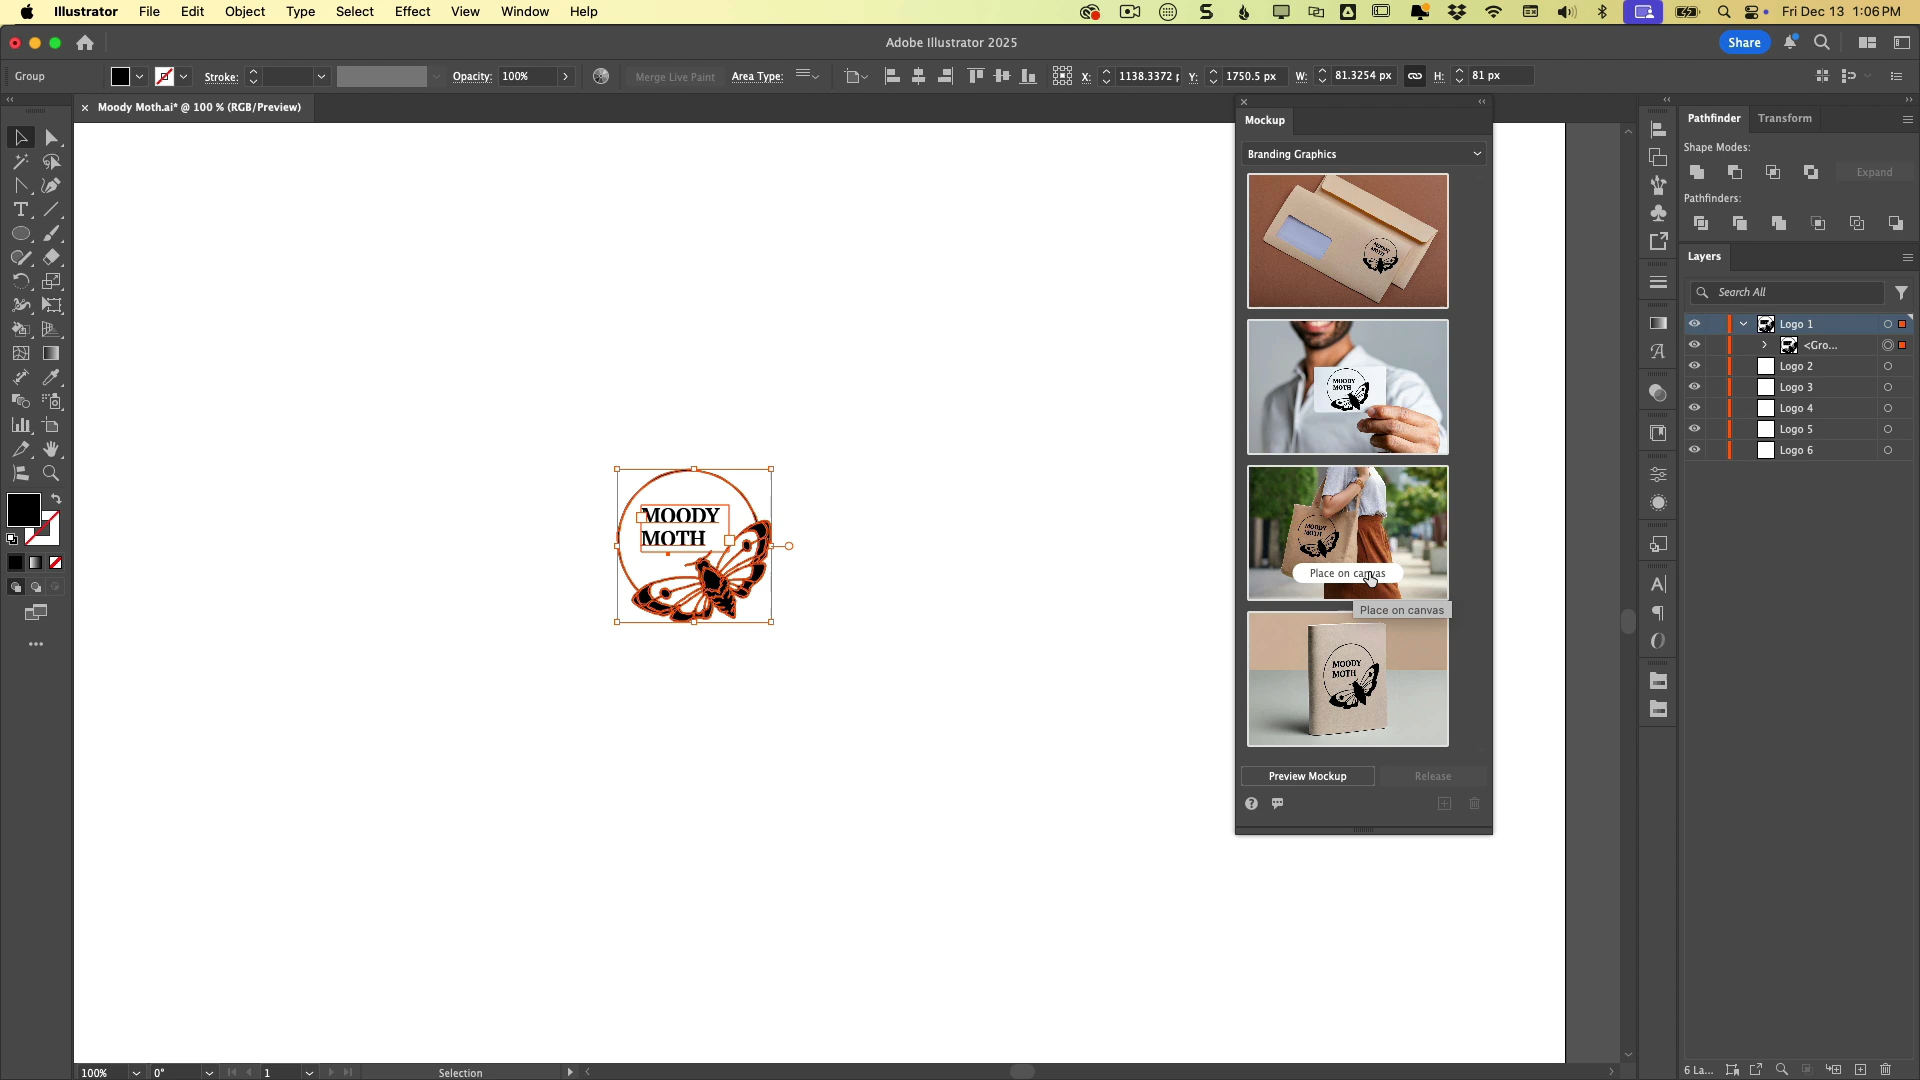 Illustrator File Edit Object Type Select Effect View Window Help Fri Dec 13 1:06 PM
Adobe Illustrator 2025 Share
Group Stroke: Opacity: 100% Merge Live Paint Area Type: X: 1138.3372 p Y: 1750.5 px W: 81.3254 px H: 81 px
× Moody Moth.ai* @ 100 % (RGB/Preview)
Mockup
Branding Graphics
MOODY
MOTH
MOODY
MOTH
MOODY
MOTH
Place on canvas
Place on canvas
MOODY
MOTH
Preview Mockup Release
MOODY
MOTH
Pathfinder Transform
Shape Modes:
Expand
Pathfinders:
Layers
Search All
Logo 1
<Gro...
Logo 2
Logo 3
Logo 4
Logo 5
Logo 6
6 La...
100% 0° 1 Selection